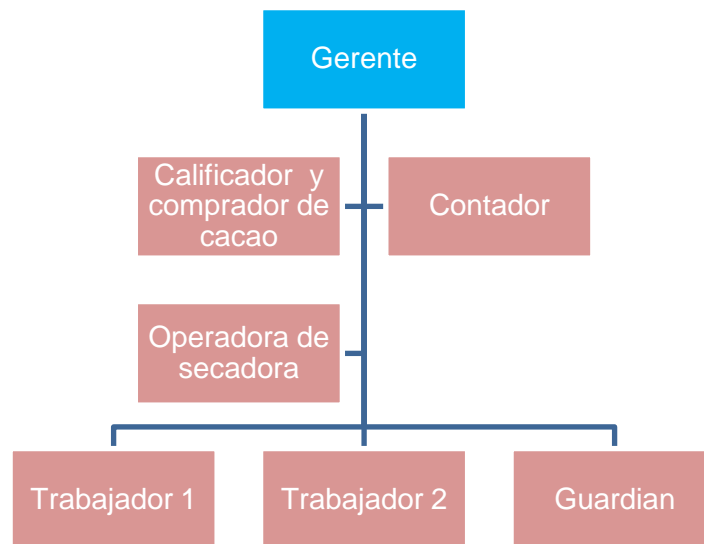 Gerente
Calificador y
comprador de
cacao
Contador
Operadora de
secadora
Trabajador 1
Trabajador 2
Guardian